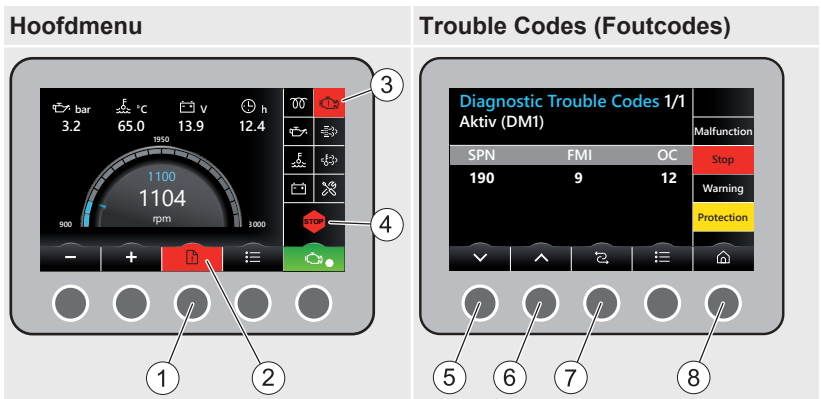 Hoofdmenu
bar °C V h
3.2 65.0 13.9 12.4
1950
1100
1104
rpm
900 3000
STOP
− +
1 2 3 4
Trouble Codes (Foutcodes)
Diagnostic Trouble Codes 1/1
Aktiv (DM1)
SPN FMI OC
190 9 12
Malfunction
Stop
Warning
Protection
5 6 7 8